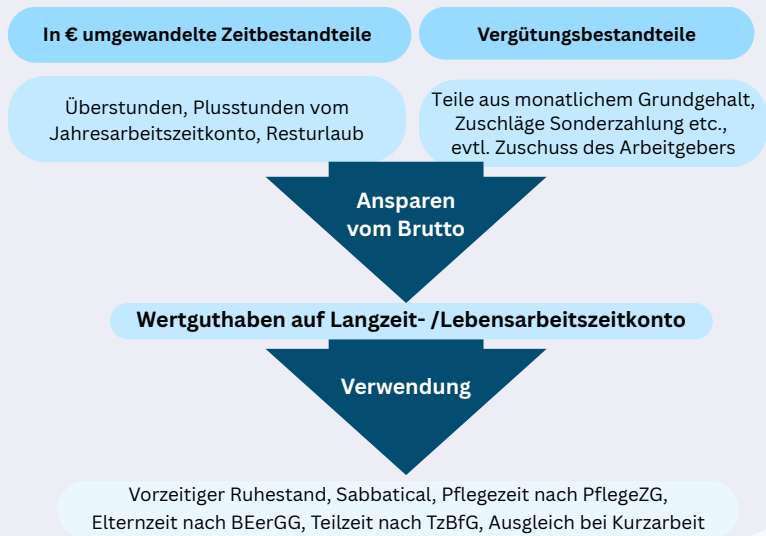 In € umgewandelte Zeitbestandteile
Vergütungsbestandteile
Überstunden, Plusstunden vom
Jahresarbeitszeitkonto, Resturlaub
Teile aus monatlichem Grundgehalt,
Zuschläge Sonderzahlung etc.,
evtl. Zuschuss des Arbeitgebers
Ansparen
vom Brutto
Wertguthaben auf Langzeit- /Lebensarbeitszeitkonto
Verwendung
Vorzeitiger Ruhestand, Sabbatical, Pflegezeit nach PflegeZG,
Elternzeit nach BEerGG, Teilzeit nach TzBfG, Ausgleich bei Kurzarbeit